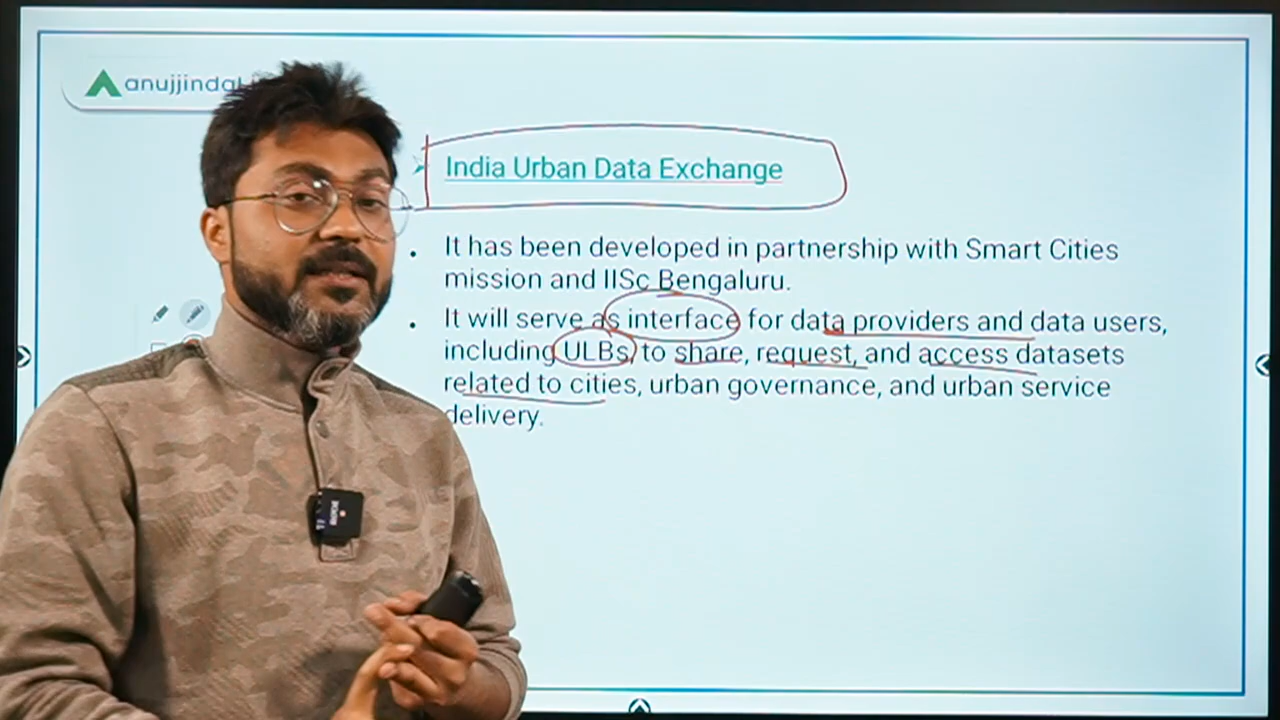 anujjindal
India Urban Data Exchange
It has been developed in partnership with Smart Cities
mission and IISc Bengaluru.
It will serve as interface for data providers and data users,
including ULBs, to share, request, and access datasets
related to cities, urban governance, and urban service
delivery.